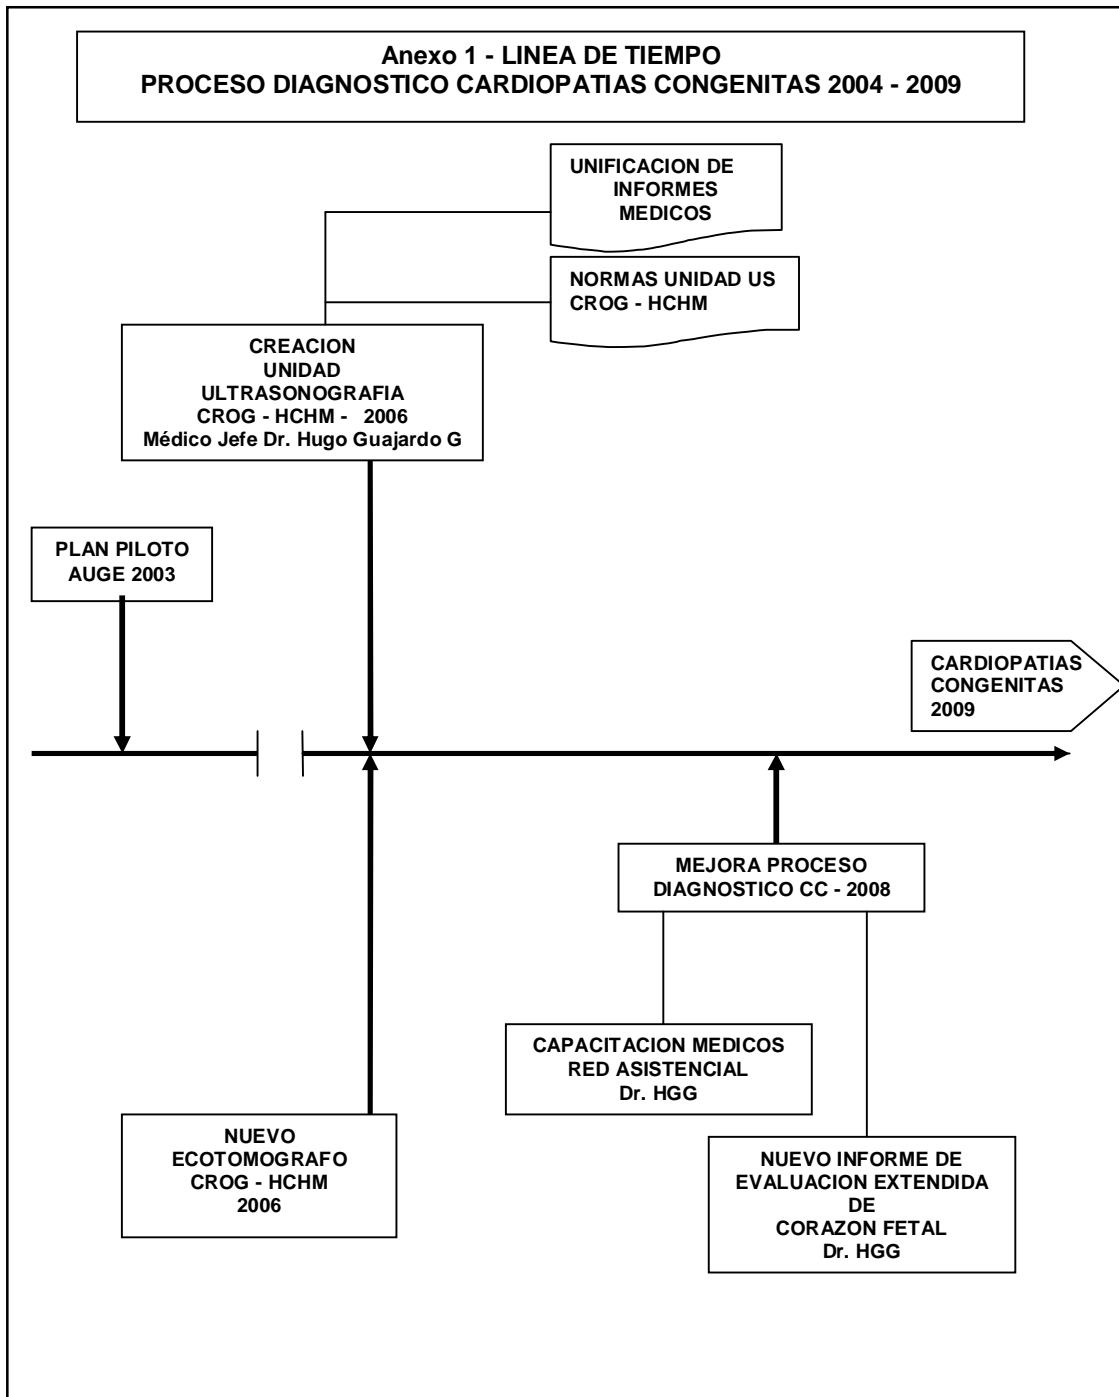 Anexo 1 - LINEA DE TIEMPO
PROCESO DIAGNOSTICO CARDIOPATIAS CONGENITAS 2004 - 2009
UNIFICACION DE
INFORMES
MEDICOS
NORMAS UNIDAD US
CROG - HCHM
CREACION
UNIDAD
ULTRASONOGRAFIA
CROG - HCHM - 2006
Médico Jefe Dr. Hugo Guajardo G
PLAN PILOTO
AUGE 2003
CARDIOPATIAS
CONGENITAS
2009
MEJORA PROCESO
DIAGNOSTICO CC - 2008
CAPACITACION MEDICOS
RED ASISTENCIAL
Dr. HGG
NUEVO
ECOTOMOGRAFO
CROG - HCHM
2006
NUEVO INFORME DE
EVALUACION EXTENDIDA
DE
CORAZON FETAL
Dr. HGG